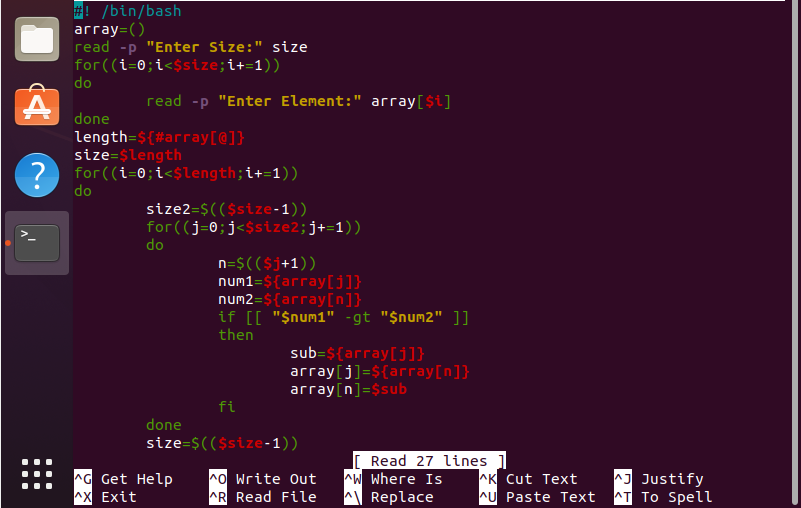 #! /bin/bash
array=()
read -p "Enter Size:" size
for((i=0;i<$size;i+=1))
do
        read -p "Enter Element:" array[$i]
done
length=${#array[@]}
size=$length
for((i=0;i<$length;i+=1))
do
        size2=$(($size-1))
        for((j=0;j<$size2;j+=1))
        do
                n=$(($j+1))
                num1=${array[j]}
                num2=${array[n]}
                if [[ "$num1" -gt "$num2" ]]
                then
                        sub=${array[j]}
                        array[j]=${array[n]}
                        array[n]=$sub
                fi
        done
        size=$(($size-1))
[ Read 27 lines ]
^G Get Help    ^O Write Out   ^W Where Is    ^K Cut Text    ^J Justify
^X Exit        ^R Read File   ^\ Replace     ^U Paste Text  ^T To Spell